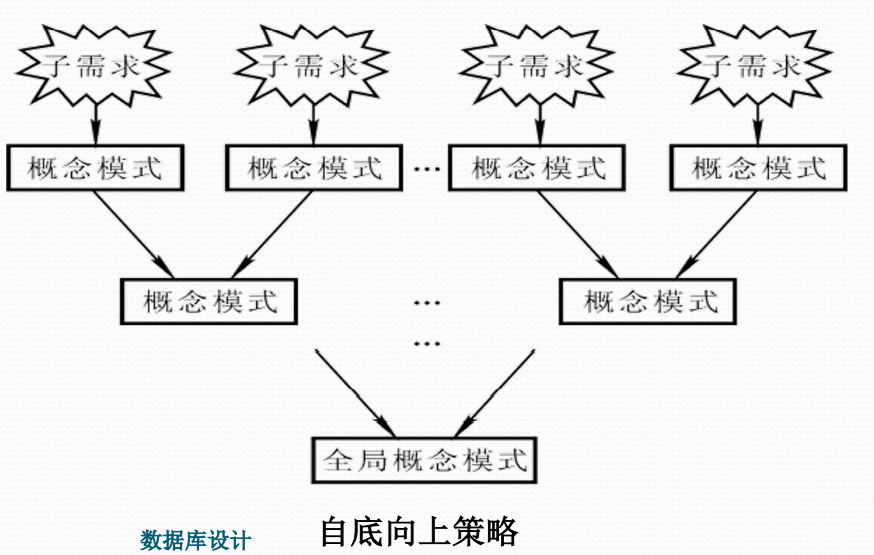 子需求 子需求 子需求 子需求
概念模式 概念模式 … 概念模式 概念模式
概念模式 … 概念模式
…
全局概念模式
自底向上策略
数据库设计